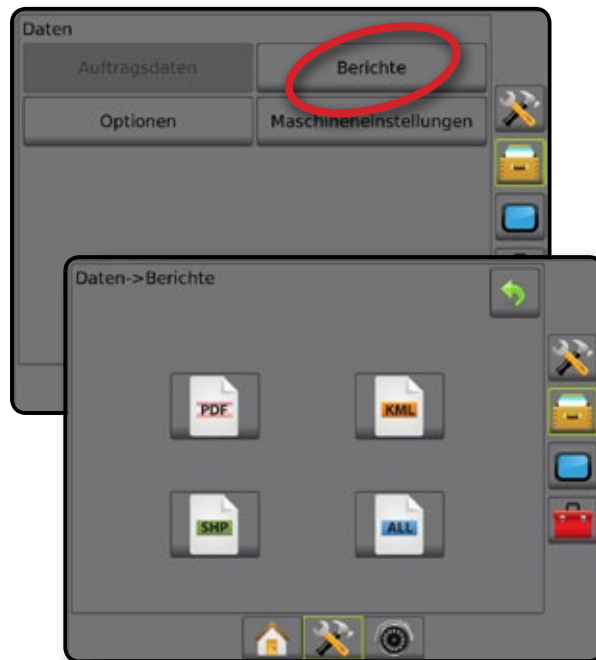 Daten
Auftragsdaten Berichte
Optionen Maschineneinstellungen
Daten->Berichte
PDF KML
SHP ALL